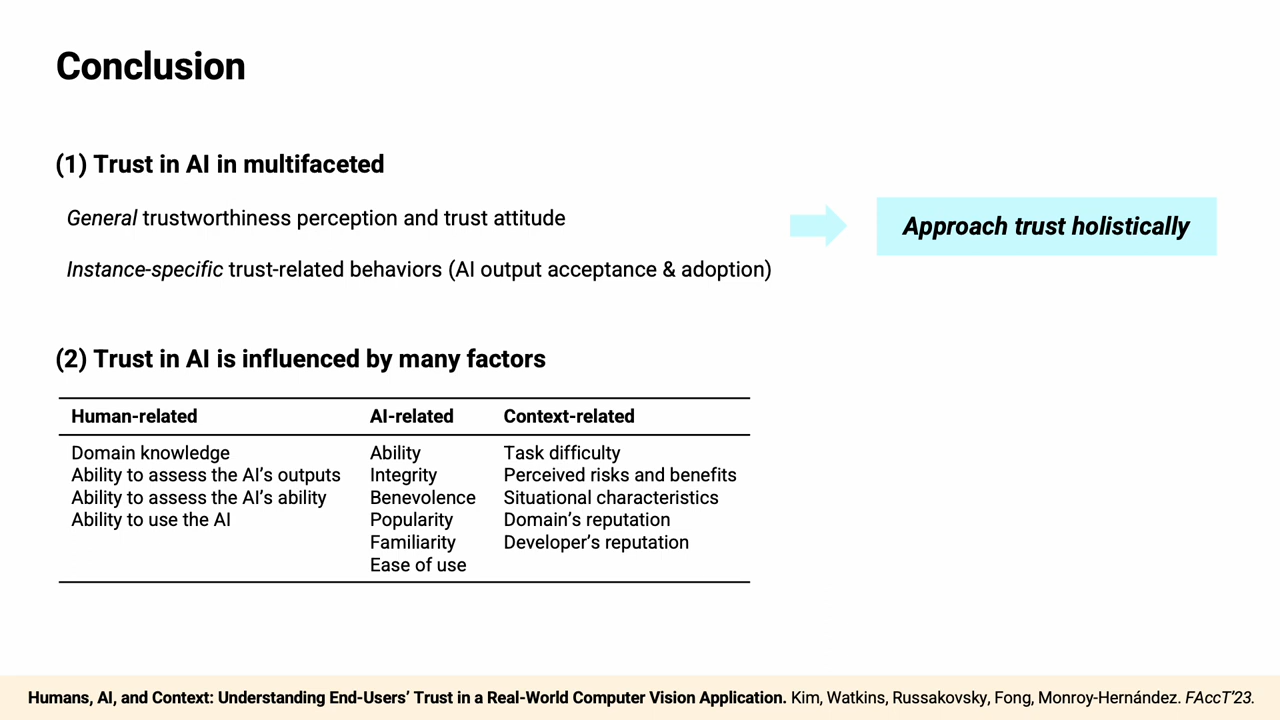 Conclusion
(1) Trust in AI in multifaceted
General trustworthiness perception and trust attitude
Instance-specific trust-related behaviors (AI output acceptance & adoption)
Approach trust holistically
(2) Trust in AI is influenced by many factors
Human-related AI-related Context-related
Domain knowledge Ability Task difficulty
Ability to assess the AI's outputs Integrity Perceived risks and benefits
Ability to assess the AI's ability Benevolence Situational characteristics
Ability to use the AI Popularity Domain's reputation
Familiarity Developer's reputation
Ease of use
Humans, AI, and Context: Understanding End-Users' Trust in a Real-World Computer Vision Application. Kim, Watkins, Russakovsky, Fong, Monroy-Hernández. FAccT'23.